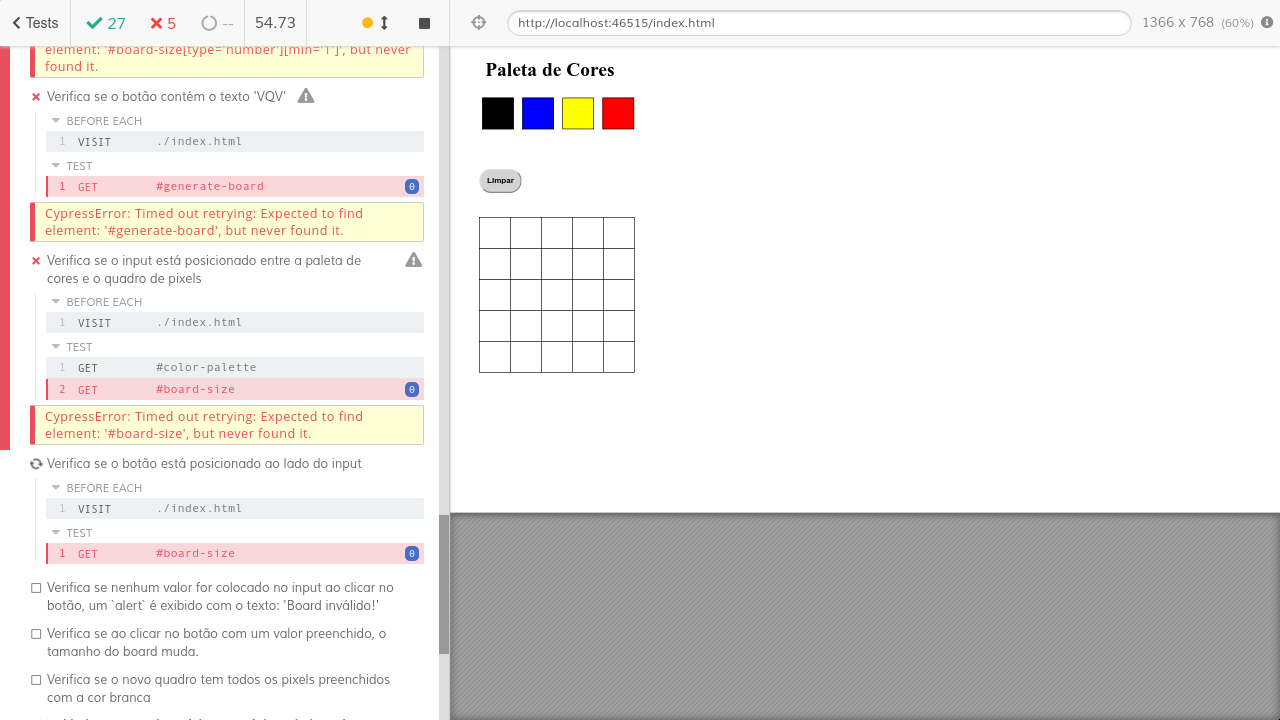 Tests
27
5
--
54.73
http://localhost:46515/index.html
1366 x 768 (60%)
element: '#board-size[type='number'][min='1']', but never
found it.
Verifica se o botão contém o texto 'VQV'
BEFORE EACH
1 VISIT ./index.html
TEST
1 GET #generate-board 0
CypressError: Timed out retrying: Expected to find
element: '#generate-board', but never found it.
Verifica se o input está posicionado entre a paleta de
cores e o quadro de pixels
BEFORE EACH
1 VISIT ./index.html
TEST
1 GET #color-palette
2 GET #board-size 0
CypressError: Timed out retrying: Expected to find
element: '#board-size', but never found it.
Verifica se o botão está posicionado ao lado do input
BEFORE EACH
1 VISIT ./index.html
TEST
1 GET #board-size 0
Verifica se nenhum valor for colocado no input ao clicar no
botão, um `alert` é exibido com o texto: 'Board inválido!'
Verifica se ao clicar no botão com um valor preenchido, o
tamanho do board muda.
Verifica se o novo quadro tem todos os pixels preenchidos
com a cor branca
Paleta de Cores
Limpar